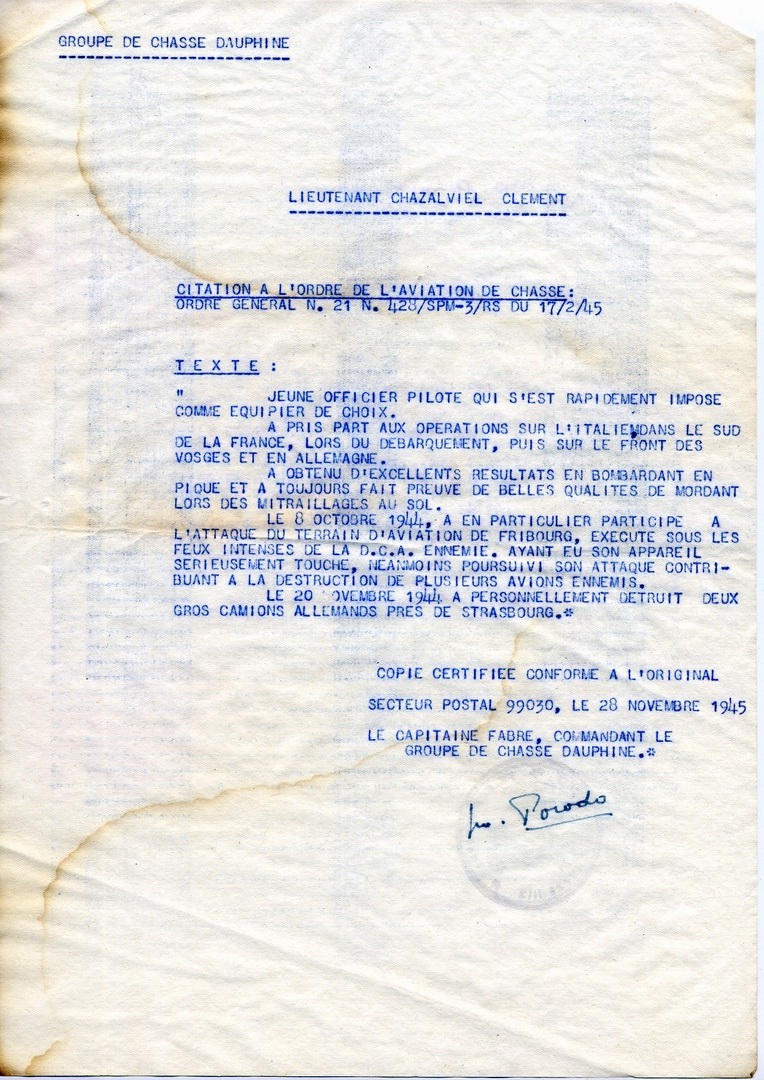 GROUPE DE CHASSE DAUPHINE
LIEUTENANT CHAZALVIEL CLEMENT
CITATION A L'ORDRE DE L'AVIATION DE CHASSE:
ORDRE GENERAL N. 21 N. 428/SPM-3/RS DU 17/2/45
T E X T E :
" JEUNE OFFICIER PILOTE QUI S'EST RAPIDEMENT IMPOSE
COMME EQUIPIER DE CHOIX.
A PRIS PART AUX OPERATIONS SUR L'ITALIE,DANS LE SUD
DE LA FRANCE, LORS DU DEBARQUEMENT, PUIS SUR LE FRONT DES
VOSGES ET EN ALLEMAGNE.
A OBTENU D'EXCELLENTS RESULTATS EN BOMBARDANT EN
PIQUE ET A TOUJOURS FAIT PREUVE DE BELLES QUALITES DE MORDANT
LORS DES MITRAILLAGES AU SOL.
LE 8 OCTOBRE 1944, A EN PARTICULIER PARTICIPE A
L'ATTAQUE DU TERRAIN D'AVIATION DE FRIBOURG, EXECUTE SOUS LES
FEUX INTENSES DE LA D.C.A. ENNEMIE. AYANT EU SON APPAREIL
SERIEUSEMENT TOUCHE, NEANMOINS POURSUIVI SON ATTAQUE CONTRI-
BUANT A LA DESTRUCTION DE PLUSIEURS AVIONS ENNEMIS.
LE 20 NOVEMBRE 1944 A PERSONNELLEMENT DETRUIT DEUX
GROS CAMIONS ALLEMANDS PRES DE STRASBOURG.*
COPIE CERTIFIEE CONFORME A L'ORIGINAL
SECTEUR POSTAL 99030, LE 28 NOVEMBRE 1945
LE CAPITAINE FABRE, COMMANDANT LE
GROUPE DE CHASSE DAUPHINE.*